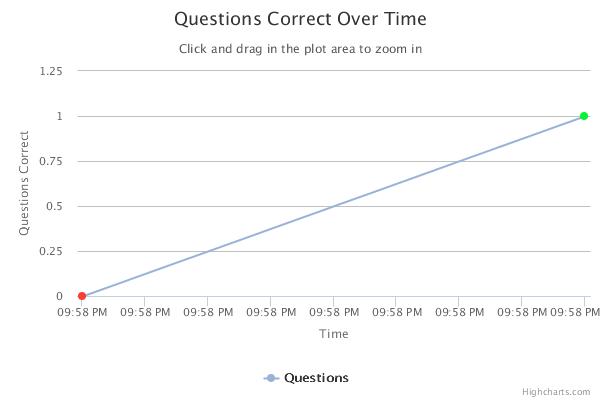 Questions Correct Over Time
Click and drag in the plot area to zoom in
1.25
1
0.75
0.5
0.25
0
Questions Correct
09:58 PM 09:58 PM 09:58 PM 09:58 PM 09:58 PM 09:58 PM 09:58 PM 09:58 PM 09:58 PM
Time
Questions
Highcharts.com